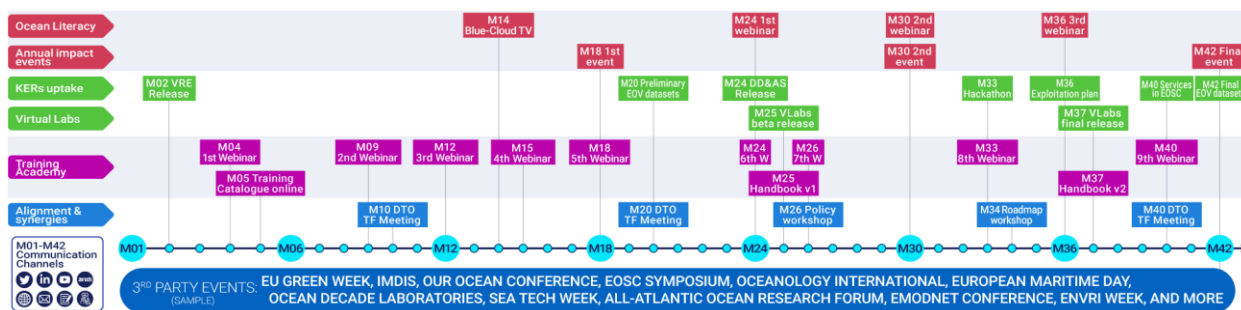 Ocean Literacy
M14
Blue-Cloud TV
M24 1st
webinar
M30 2nd
webinar
M36 3rd
webinar
Annual impact
events
M18 1st
event
M30 2nd
event
M42 Final
event
KERs uptake
M02 VRE
Release
M20 Preliminary
EOV datasets
M24 DD&AS
Release
M33
Hackathon
M36
Exploitation plan
M40 Services
in EOSC
M42 Final
EOV datasets
Virtual Labs
M25 VLabs
beta release
M37 VLabs
final release
Training
Academy
M04
1st Webinar
M09
2nd Webinar
M12
3rd Webinar
M15
4th Webinar
M18
5th Webinar
M24
6th W
M26
7th W
M33
8th Webinar
M40
9th Webinar
M05 Training
Catalogue online
M25
Handbook v1
M37
Handbook v2
Alignment &
synergies
M10 DTO
TF Meeting
M20 DTO
TF Meeting
M26 Policy
workshop
M34 Roadmap
workshop
M40 DTO
TF Meeting
M01
M06
M12
M18
M24
M30
M36
M42
M01-M42
Communication
Channels
3RD PARTY EVENTS:
(SAMPLE)
EU GREEN WEEK, IMDIS, OUR OCEAN CONFERENCE, EOSC SYMPOSIUM, OCEANOLOGY INTERNATIONAL, EUROPEAN MARITIME DAY,
OCEAN DECADE LABORATORIES, SEA TECH WEEK, ALL-ATLANTIC OCEAN RESEARCH FORUM, EMODNET CONFERENCE, ENVRI WEEK, AND MORE